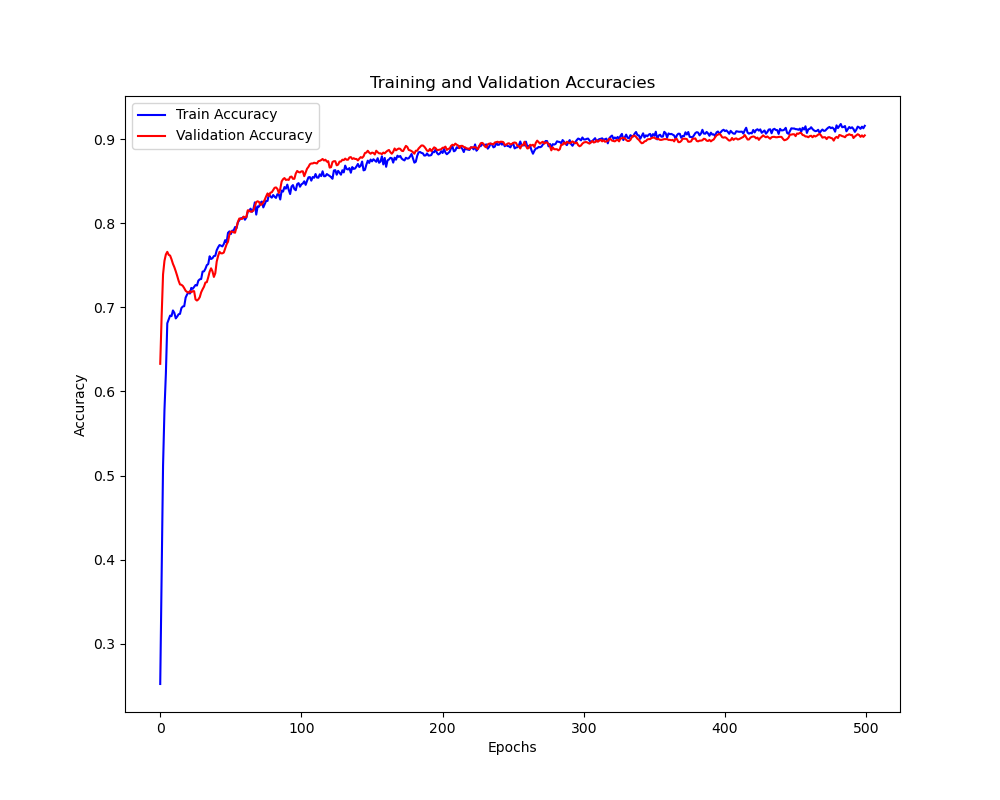 Training and Validation Accuracies
Train Accuracy
Validation Accuracy
0.9
0.8
0.7
0.6
0.5
0.4
0.3
Accuracy
0 100 200 300 400 500
Epochs